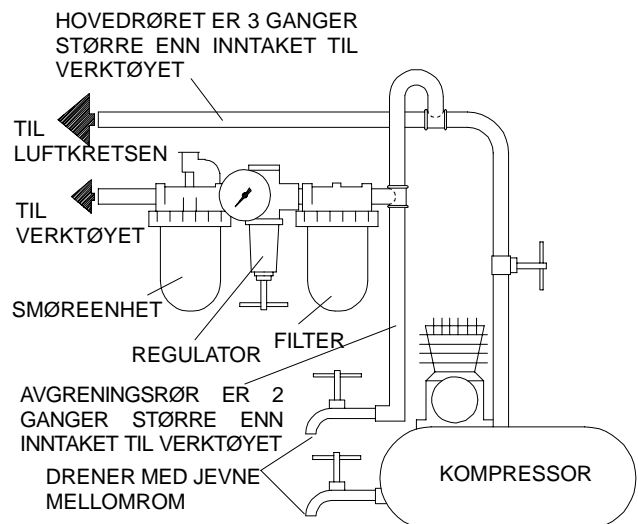 HOVEDRØRET ER 3 GANGER
STØRRE ENN INNTAKET TIL
VERKTØYET
TIL
LUFTKRETSEN
TIL
VERKTØYET
SMØREENHET
REGULATOR
FILTER
AVGRENINGSRØR ER 2
GANGER STØRRE ENN
INNTAKET TIL VERKTØYET
DRENER MED JEVNE
MELLOMROM
KOMPRESSOR